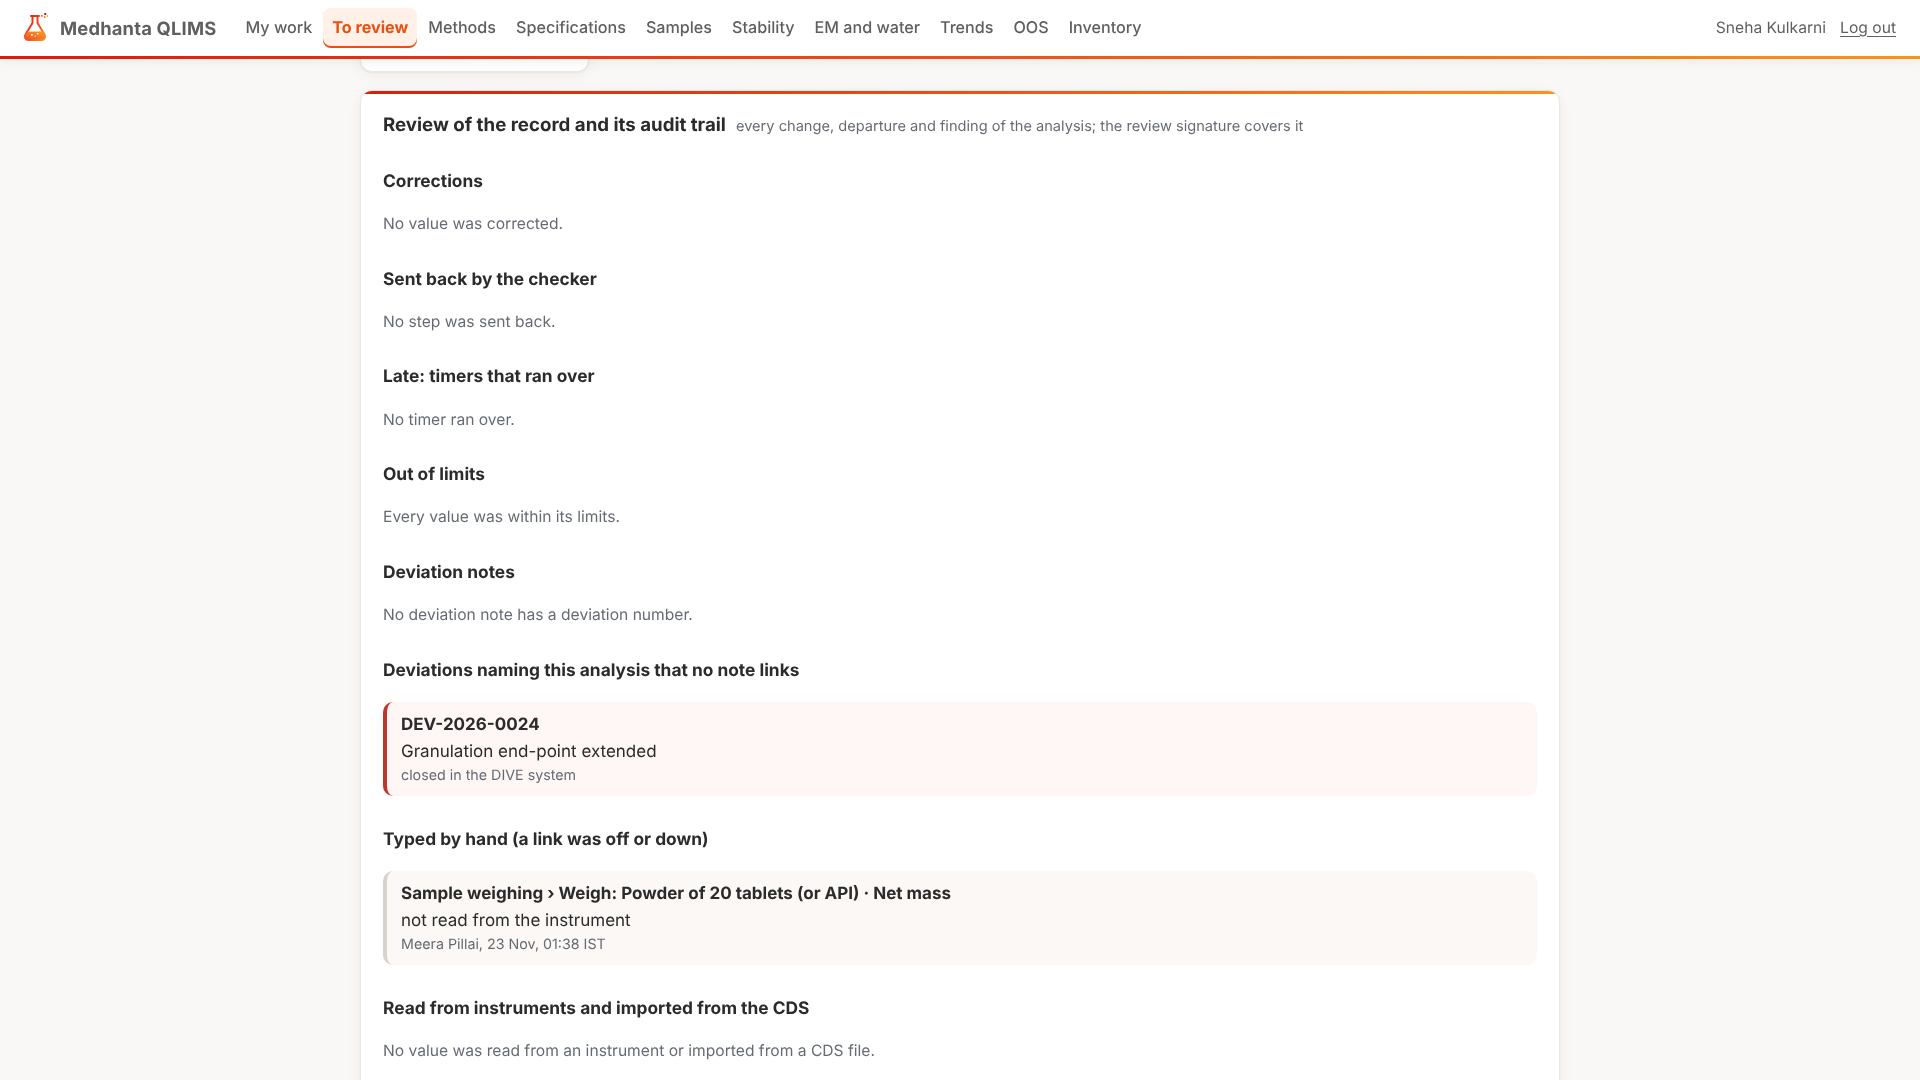 Medhanta QLIMS My work To review Methods Specifications Samples Stability EM and water Trends OOS Inventory Sneha Kulkarni Log out
Review of the record and its audit trail every change, departure and finding of the analysis; the review signature covers it
Corrections
No value was corrected.
Sent back by the checker
No step was sent back.
Late: timers that ran over
No timer ran over.
Out of limits
Every value was within its limits.
Deviation notes
No deviation note has a deviation number.
Deviations naming this analysis that no note links
DEV-2026-0024
Granulation end-point extended
closed in the DIVE system
Typed by hand (a link was off or down)
Sample weighing › Weigh: Powder of 20 tablets (or API) · Net mass
not read from the instrument
Meera Pillai, 23 Nov, 01:38 IST
Read from instruments and imported from the CDS
No value was read from an instrument or imported from a CDS file.